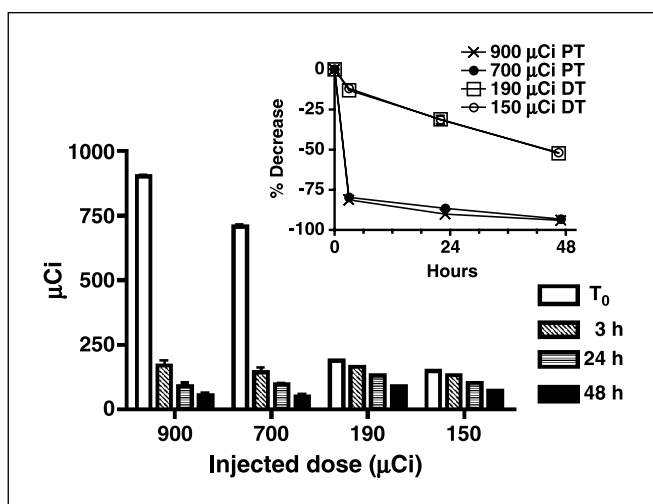 900 μCi PT
700 μCi PT
190 μCi DT
150 μCi DT
0
-25
-50
-75
-100
% Decrease
0 24 48
Hours
1000
750
500
250
0
μCi
T₀
3 h
24 h
48 h
900 700 190 150
Injected dose (μCi)